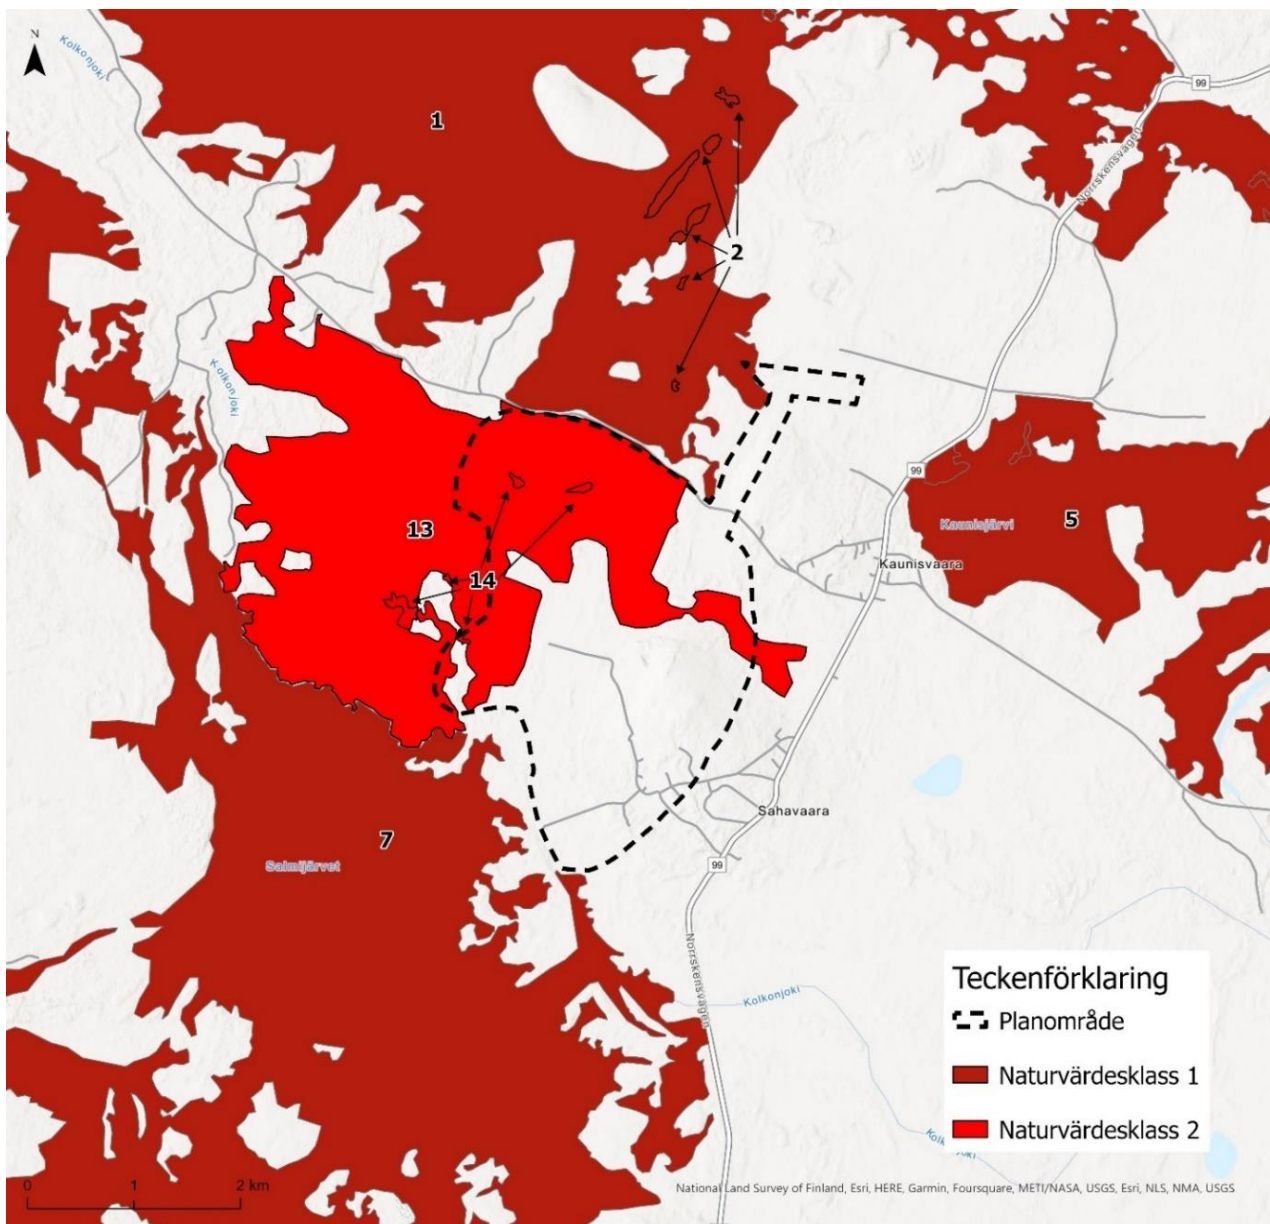 N
Kolkonjoki
99
1
Norrskensvägen
2
Kolkonjoki
99
13
Kaunisjärvi
5
Kaunisvaara
14
Sahavaara
7
Salmijärvet
99
Norrskensvägen
Kolkonjoki
Teckenförklaring
Planområde
Naturvärdesklass 1
Naturvärdesklass 2
0 1 2 km
National Land Survey of Finland, Esri, HERE, Garmin, Foursquare, METI/NASA, USGS, Esri, NLS, NMA, USGS